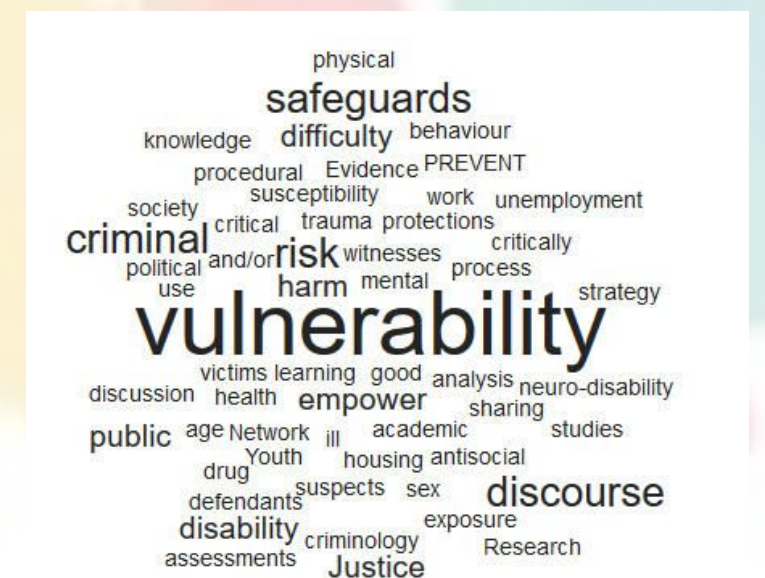 physical
safeguards
knowledge difficulty behaviour
procedural Evidence PREVENT
susceptibility work unemployment
society critical trauma protections
criminal and/or risk witnesses critically
political harm mental process
use strategy
vulnerability
victims learning good analysis neuro-disability
discussion health empower sharing
public age Network ill academic studies
Youth housing antisocial
drug suspects sex discourse
defendants exposure
disability criminology Research
assessments Justice